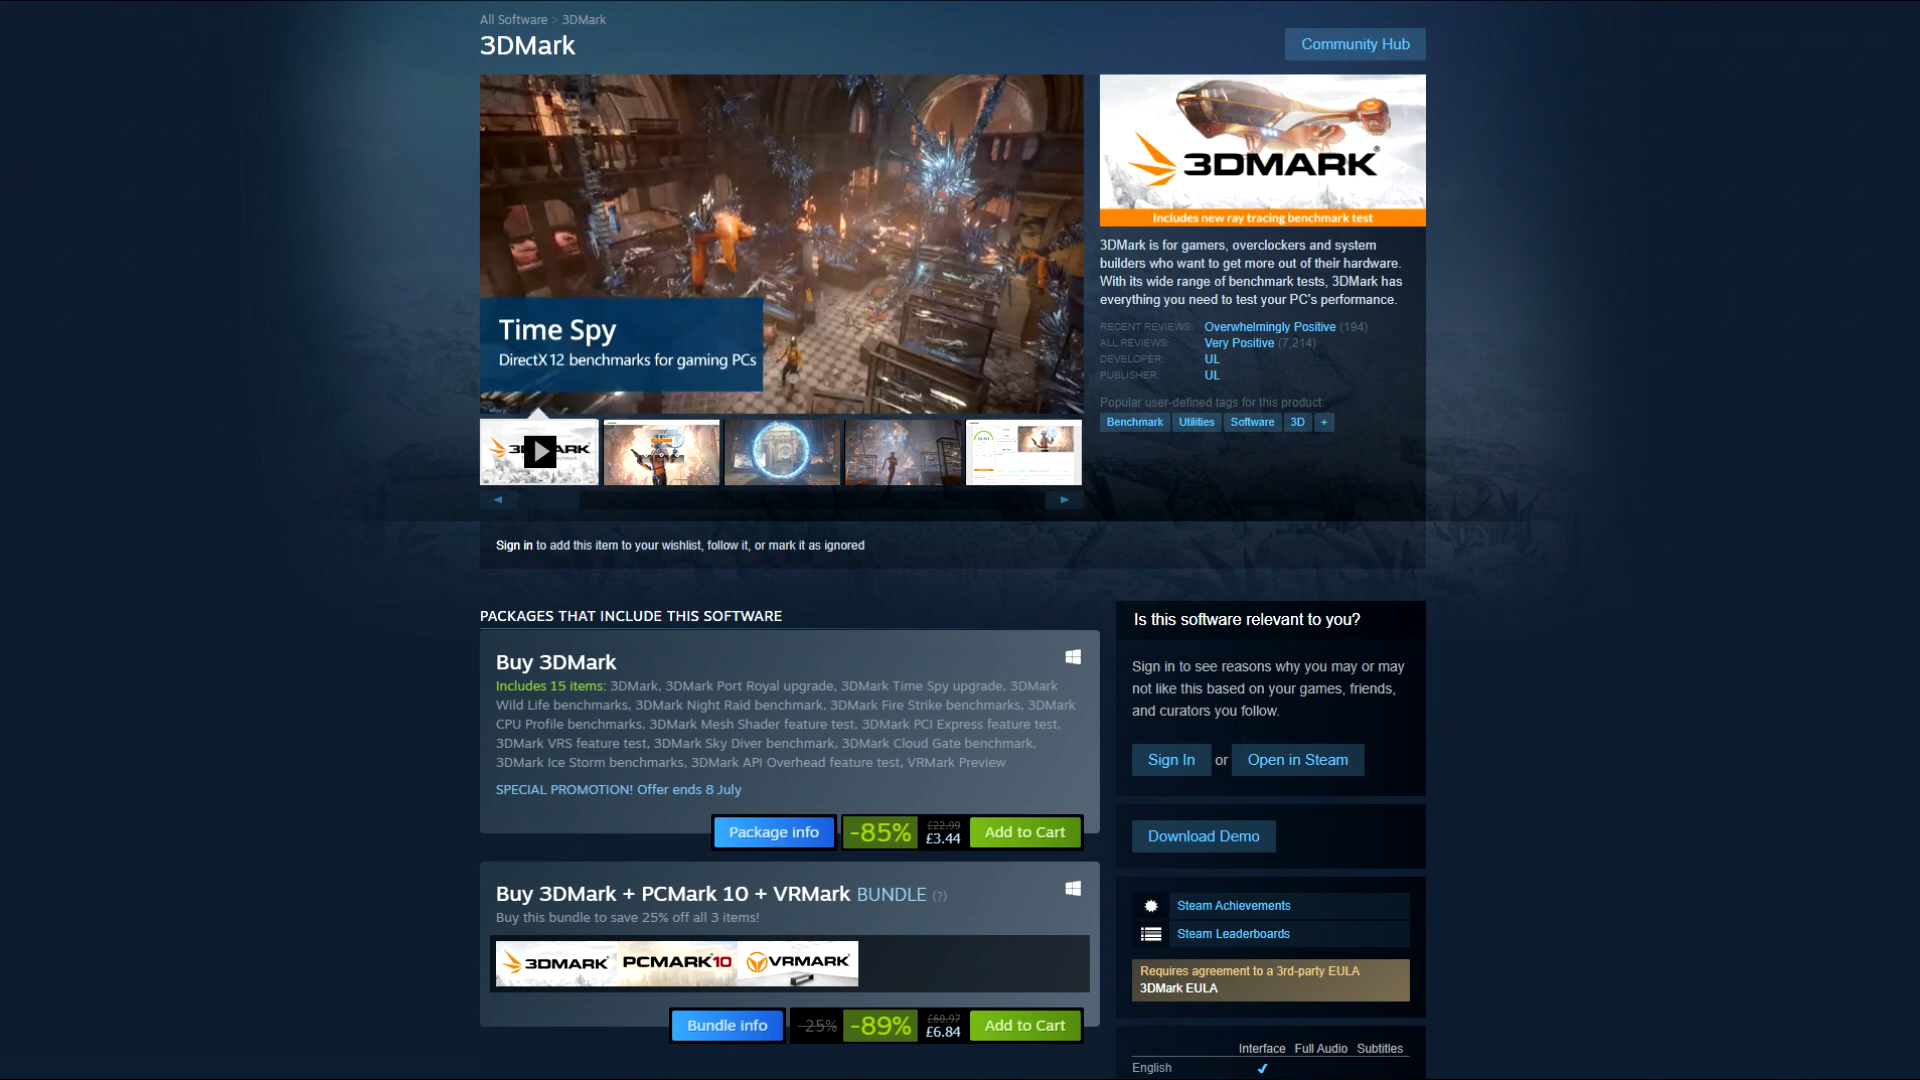 All Software > 3DMark
3DMark
Community Hub
3DMARK®
Includes new ray tracing benchmark test
3DMark is for gamers, overclockers and system
builders who want to get more out of their hardware.
With its wide range of benchmark tests, 3DMark has
everything you need to test your PC's performance.
Time Spy
DirectX 12 benchmarks for gaming PCs
RECENT REVIEWS: Overwhelmingly Positive (194)
ALL REVIEWS: Very Positive (7,214)
DEVELOPER: UL
PUBLISHER: UL
Popular user-defined tags for this product:
Benchmark Utilities Software 3D +
Sign in to add this item to your wishlist, follow it, or mark it as ignored
PACKAGES THAT INCLUDE THIS SOFTWARE
Buy 3DMark
Includes 15 items: 3DMark, 3DMark Port Royal upgrade, 3DMark Time Spy upgrade, 3DMark
Wild Life benchmarks, 3DMark Night Raid benchmark, 3DMark Fire Strike benchmarks, 3DMark
CPU Profile benchmarks, 3DMark Mesh Shader feature test, 3DMark PCI Express feature test,
3DMark VRS feature test, 3DMark Sky Diver benchmark, 3DMark Cloud Gate benchmark,
3DMark Ice Storm benchmarks, 3DMark API Overhead feature test, VRMark Preview
SPECIAL PROMOTION! Offer ends 8 July
Package info -85% £22.99 £3.44 Add to Cart
Buy 3DMark + PCMark 10 + VRMark BUNDLE (?)
Buy this bundle to save 25% off all 3 items!
3DMARK PCMARK10 VRMARK
Bundle info -25% -89% £60.97 £6.84 Add to Cart
Is this software relevant to you?
Sign in to see reasons why you may or may
not like this based on your games, friends,
and curators you follow.
Sign In or Open in Steam
Download Demo
Steam Achievements
Steam Leaderboards
Requires agreement to a 3rd-party EULA
3DMark EULA
Interface Full Audio Subtitles
English ✔